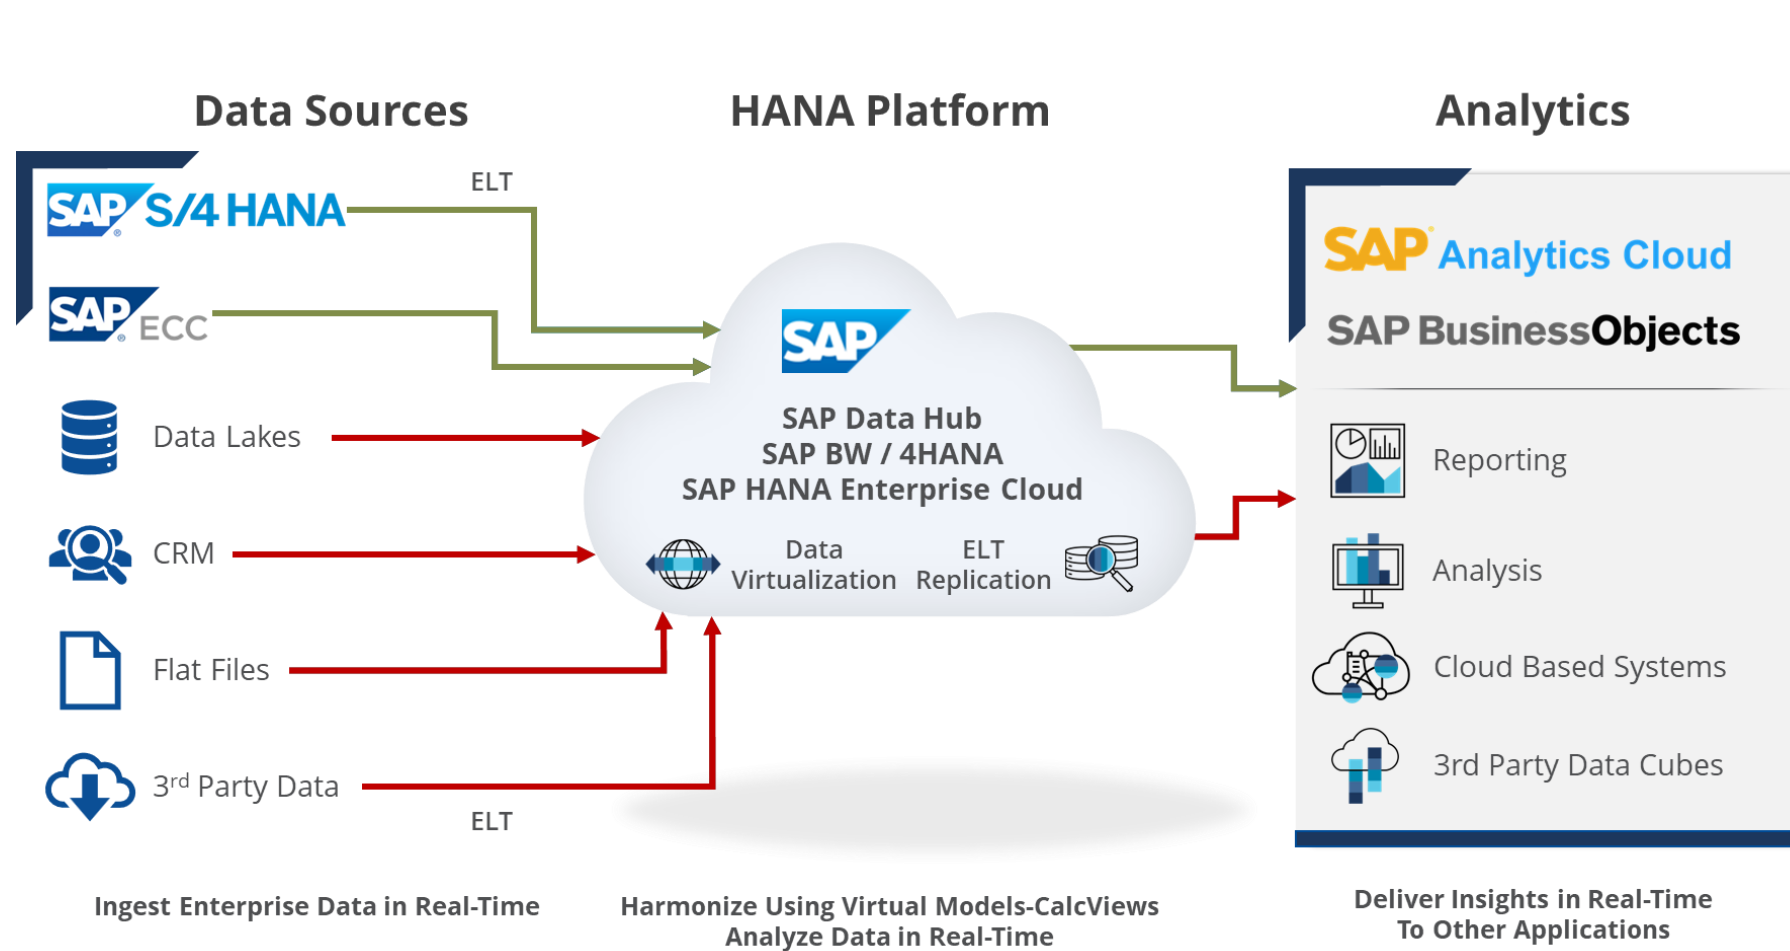 Data Sources
HANA Platform
Analytics
ELT
SAP® S/4 HANA
SAP® ECC
Data Lakes
CRM
Flat Files
3rd Party Data
ELT
SAP
SAP Data Hub
SAP BW / 4HANA
SAP HANA Enterprise Cloud
Data
Virtualization
ELT
Replication
SAP® Analytics Cloud
SAP BusinessObjects
Reporting
Analysis
Cloud Based Systems
3rd Party Data Cubes
Ingest Enterprise Data in Real-Time
Harmonize Using Virtual Models-CalcViews
Analyze Data in Real-Time
Deliver Insights in Real-Time
To Other Applications